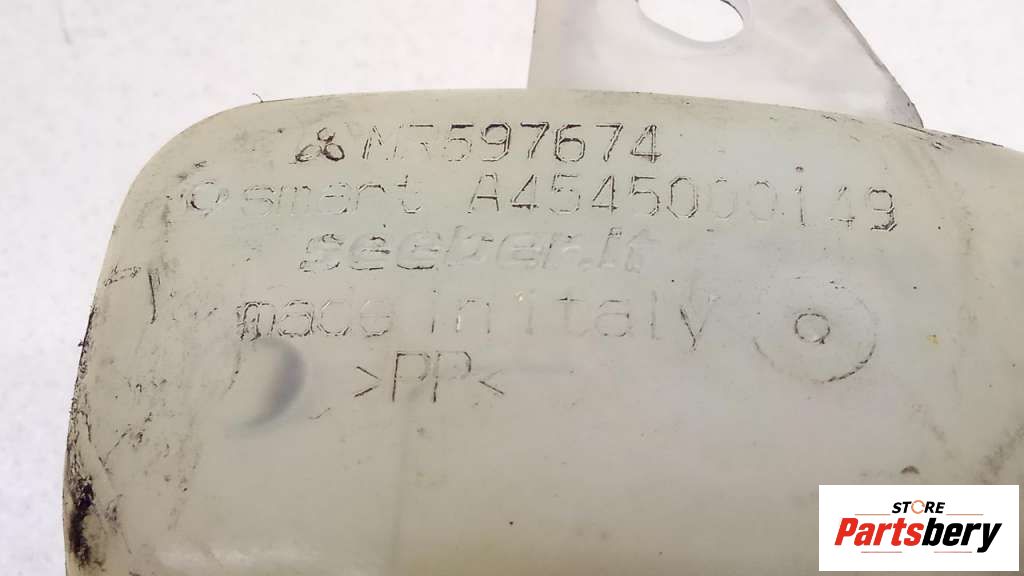 MR597674
smart A4545000149
seeber.it
made in italy
>PP<
STORE
Partsbery